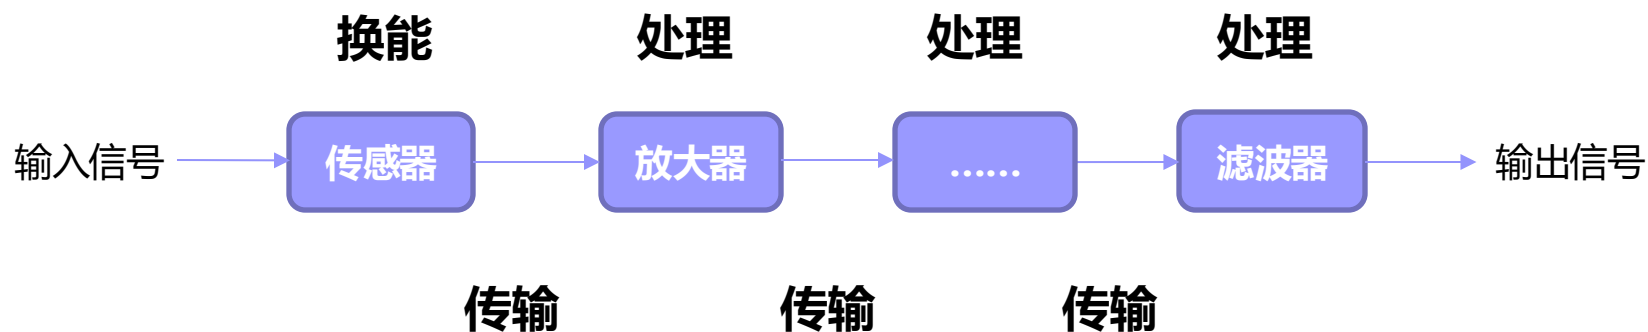 换能 处理 处理 处理
输入信号 传感器 放大器 …… 滤波器 输出信号
传输 传输 传输